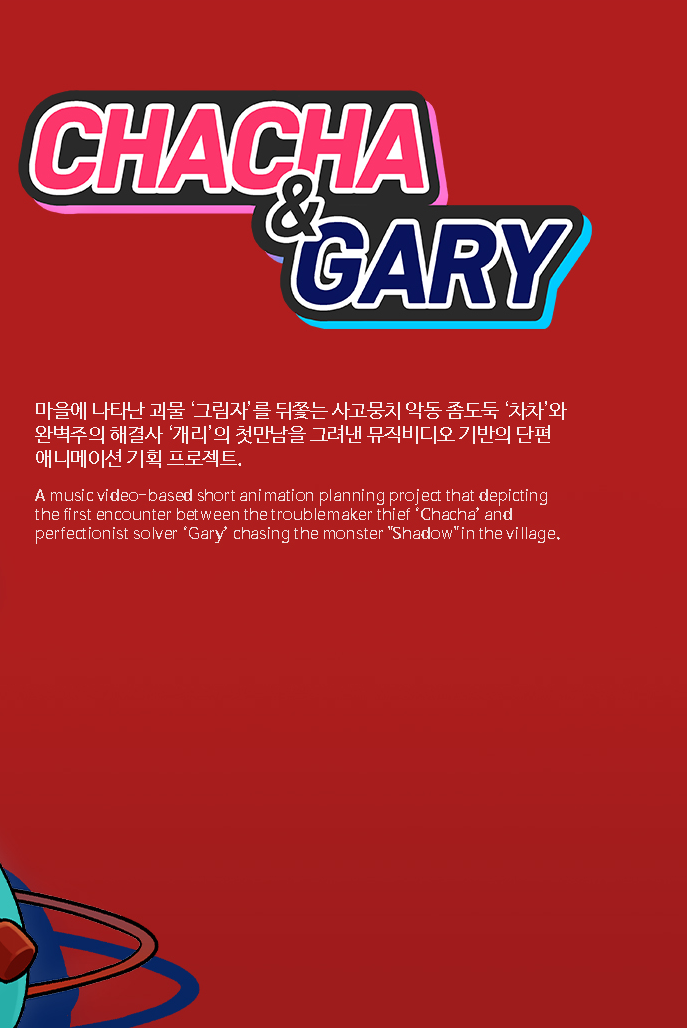 CHACHA
&
GARY
마을에 나타난 괴물 ‘그림자’를 뒤쫓는 사고뭉치 악동 좀도둑 ‘차차’와
완벽주의 해결사 ‘개리’의 첫만남을 그려낸 뮤직비디오 기반의 단편
애니메이션 기획 프로젝트.
A music video-based short animation planning project that depicting
the first encounter between the troublemaker thief ‘Chacha’ and
perfectionist solver ‘Gary’ chasing the monster "Shadow" in the village.